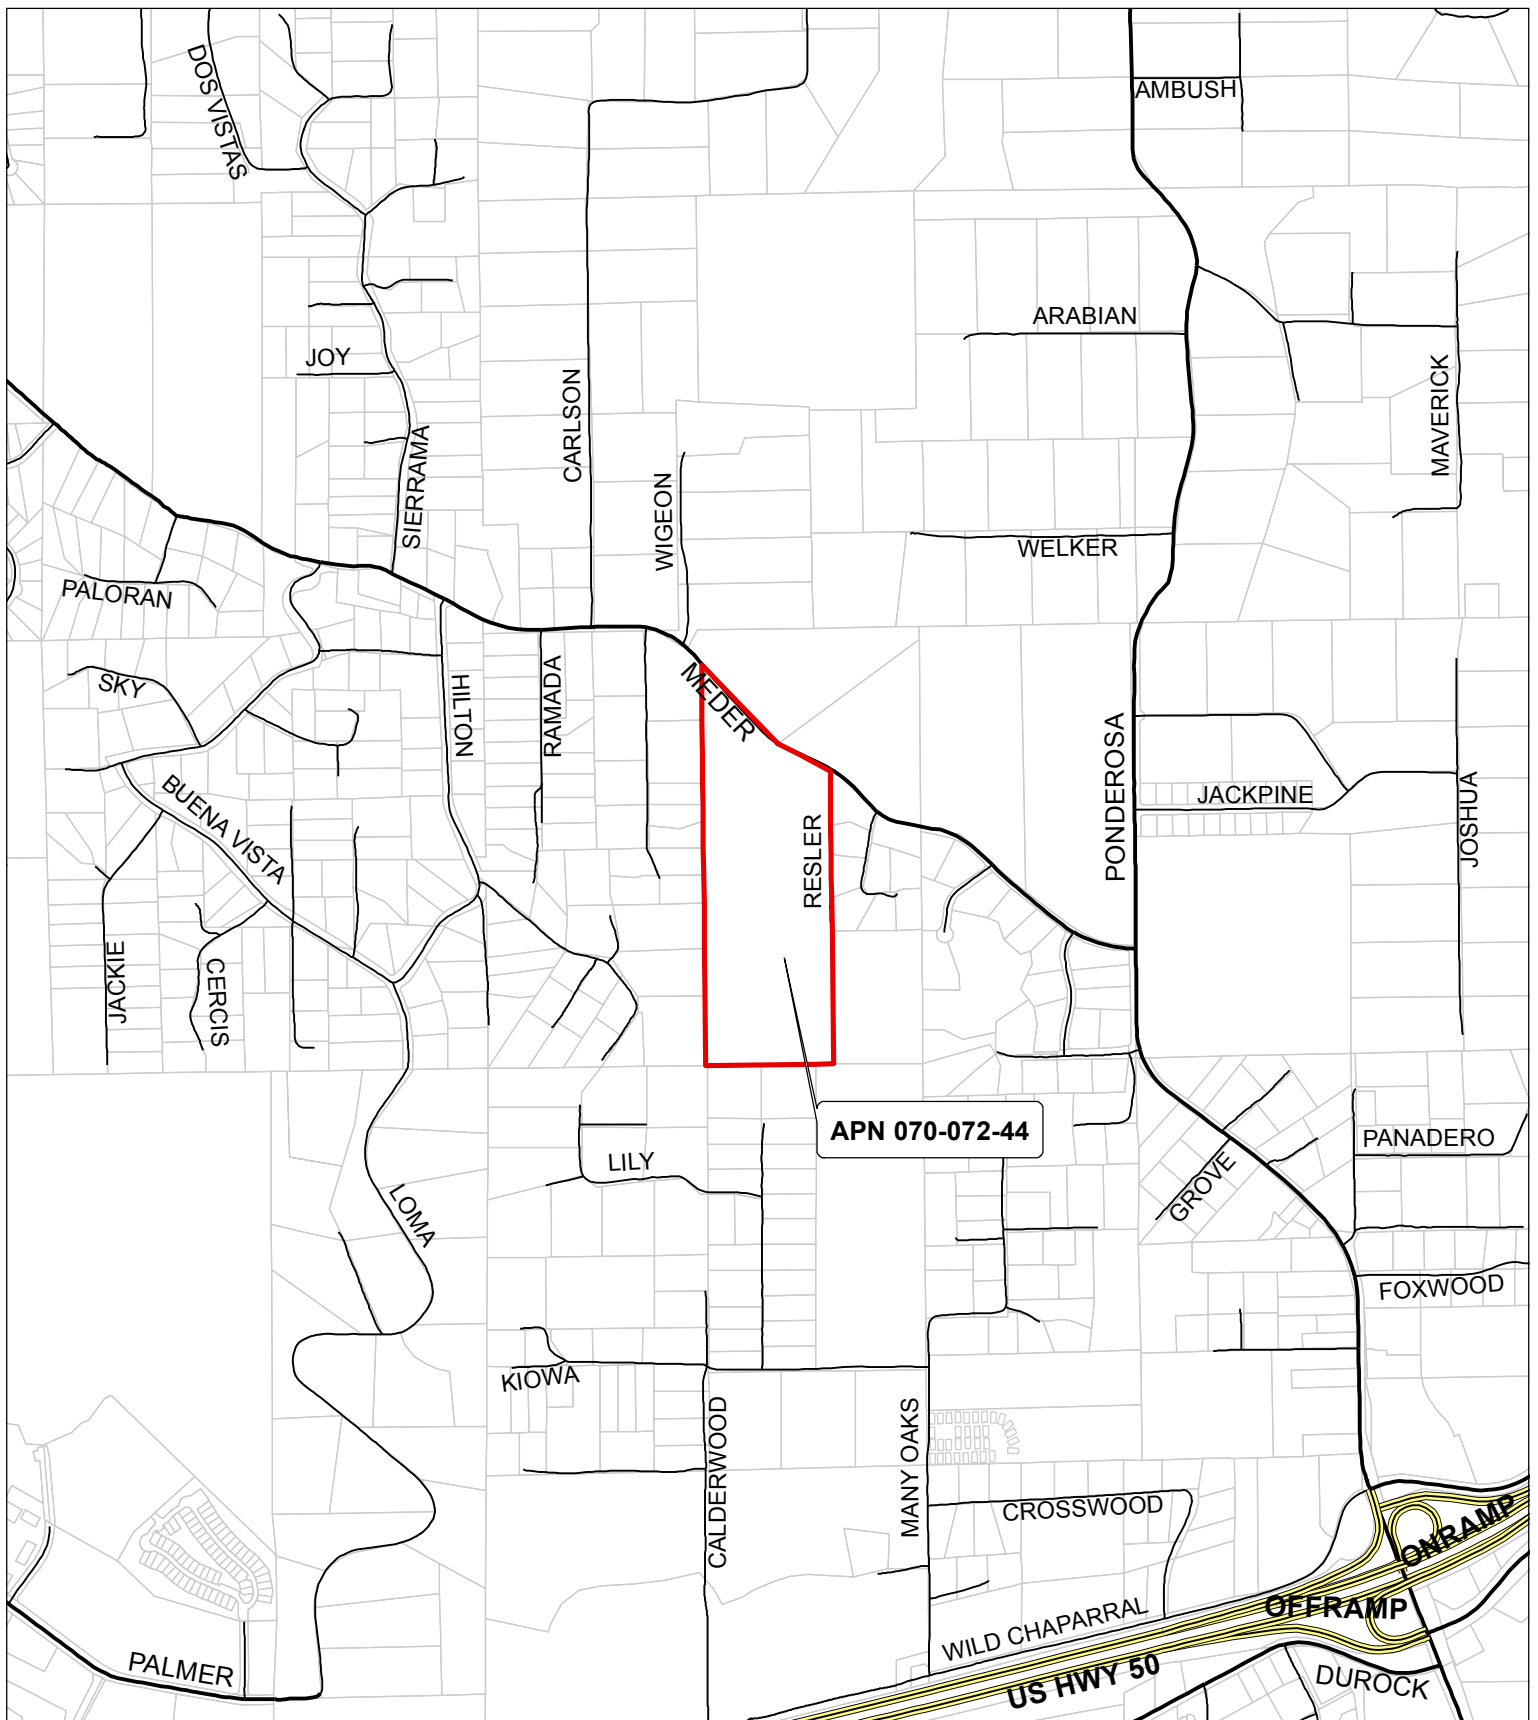 DOS VISTAS
AMBUSH
ARABIAN
JOY
CARLSON
MAVERICK
SIERRAMA
WIGEON
WELKER
PALORAN
SKY
HILTON
RAMADA
MEDER
PONDEROSA
JACKPINE
JOSHUA
BUENA VISTA
RESLER
JACKIE
CERCIS
APN 070-072-44
PANADERO
LILY
GROVE
LOMA
FOXWOOD
KIOWA
CALDERWOOD
MANY OAKS
CROSSWOOD
ONRAMP
OFFRAMP
WILD CHAPARRAL
US HWY 50
PALMER
DUROCK